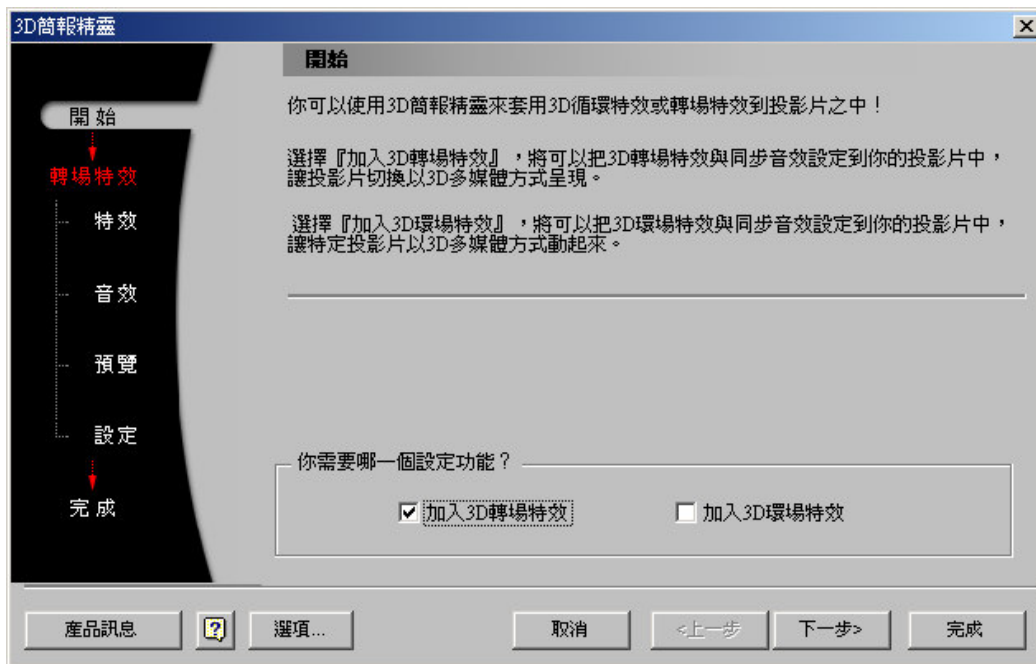 3D簡報精靈
開始
開始
轉場特效
特效
音效
預覽
設定
完成
你可以使用3D簡報精靈來套用3D循環特效或轉場特效到投影片之中！
選擇『加入3D轉場特效』，將可以把3D轉場特效與同步音效設定到你的投影片中，
讓投影片切換以3D多媒體方式呈現。
選擇『加入3D環場特效』，將可以把3D環場特效與同步音效設定到你的投影片中，
讓特定投影片以3D多媒體方式動起來。
你需要哪一個設定功能？
加入3D轉場特效 加入3D環場特效
產品訊息 ? 選項... 取消 <上一步 下一步> 完成